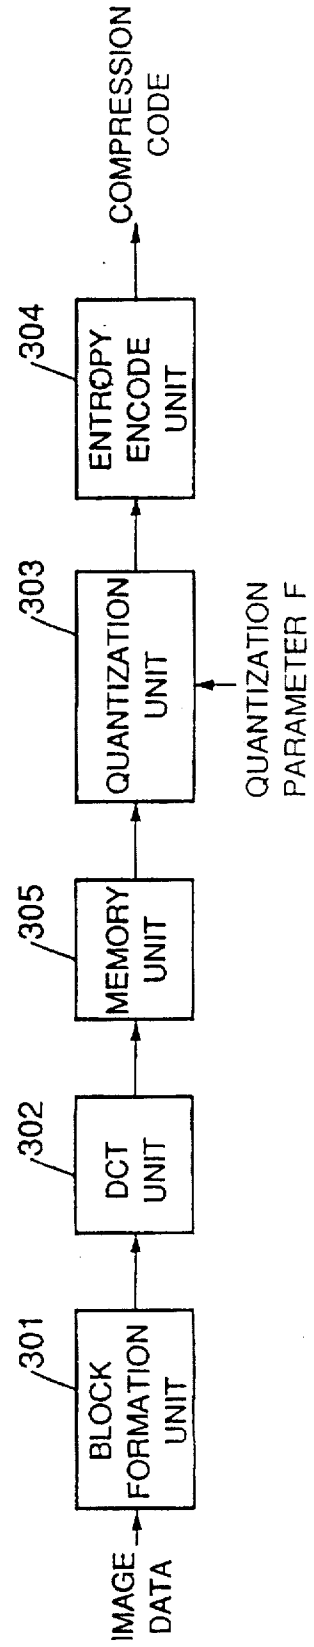 IMAGE
DATA
301
BLOCK
FORMATION
UNIT
302
DCT
UNIT
305
MEMORY
UNIT
303
QUANTIZATION
UNIT
QUANTIZATION
PARAMETER F
304
ENTROPY
ENCODE
UNIT
COMPRESSION
CODE